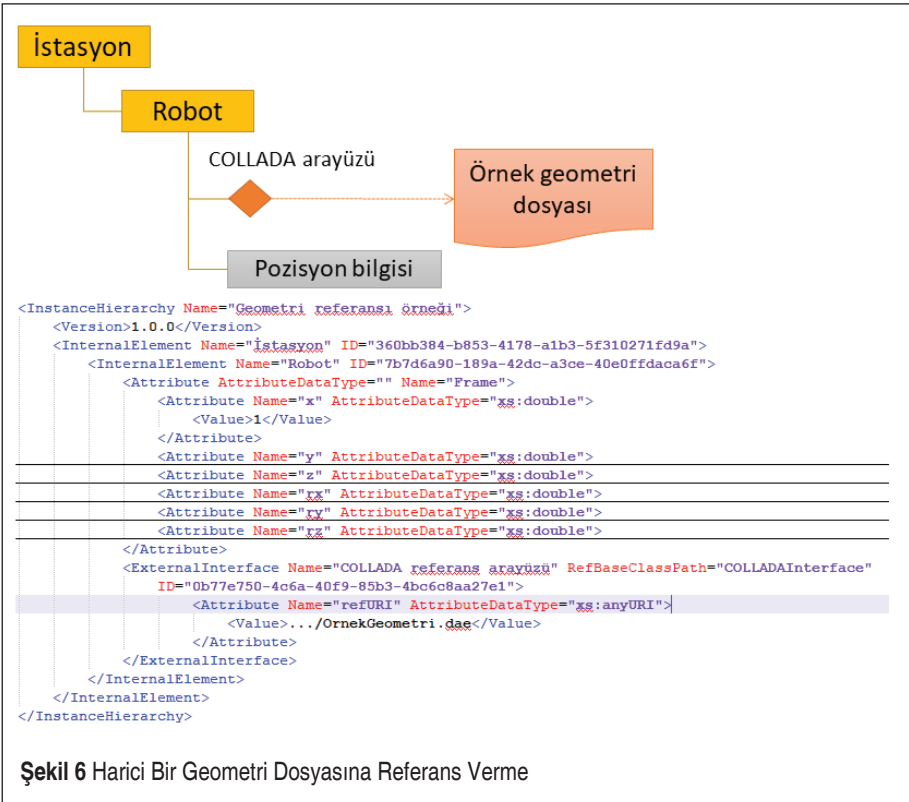 İstasyon
Robot
COLLADA arayüzü
Örnek geometri
dosyası
Pozisyon bilgisi
<InstanceHierarchy Name="Geometri referansı örneği">
<Version>1.0.0</Version>
<InternalElement Name="İstasyon" ID="360bb384-b853-4178-a1b3-5f310271fd9a">
<InternalElement Name="Robot" ID="7b7d6a90-189a-42dc-a3ce-40e0ffdaca6f">
<Attribute AttributeDataType="" Name="Frame">
<Attribute Name="x" AttributeDataType="xs:double">
<Value>1</Value>
</Attribute>
<Attribute Name="y" AttributeDataType="xs:double">
<Attribute Name="z" AttributeDataType="xs:double">
<Attribute Name="rx" AttributeDataType="xs:double">
<Attribute Name="ry" AttributeDataType="xs:double">
<Attribute Name="rz" AttributeDataType="xs:double">
</Attribute>
<ExternalInterface Name="COLLADA referans arayüzü" RefBaseClassPath="COLLADAInterface"
ID="0b77e750-4c6a-40f9-85b3-4bc6c8aa27e1">
<Attribute Name="refURI" AttributeDataType="xs:anyURI">
<Value>.../OrnekGeometri.dae</Value>
</Attribute>
</ExternalInterface>
</InternalElement>
</InternalElement>
</InstanceHierarchy>
Şekil 6 Harici Bir Geometri Dosyasına Referans Verme